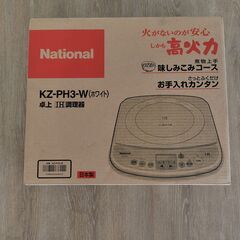 National
火がないのが安心
しかも高火力
煮物上手
味しみこみコース
さっとふくだけ
お手入れカンタン
KZ-PH3-W(ホワイト)
卓上 IH調理器
National
日本製